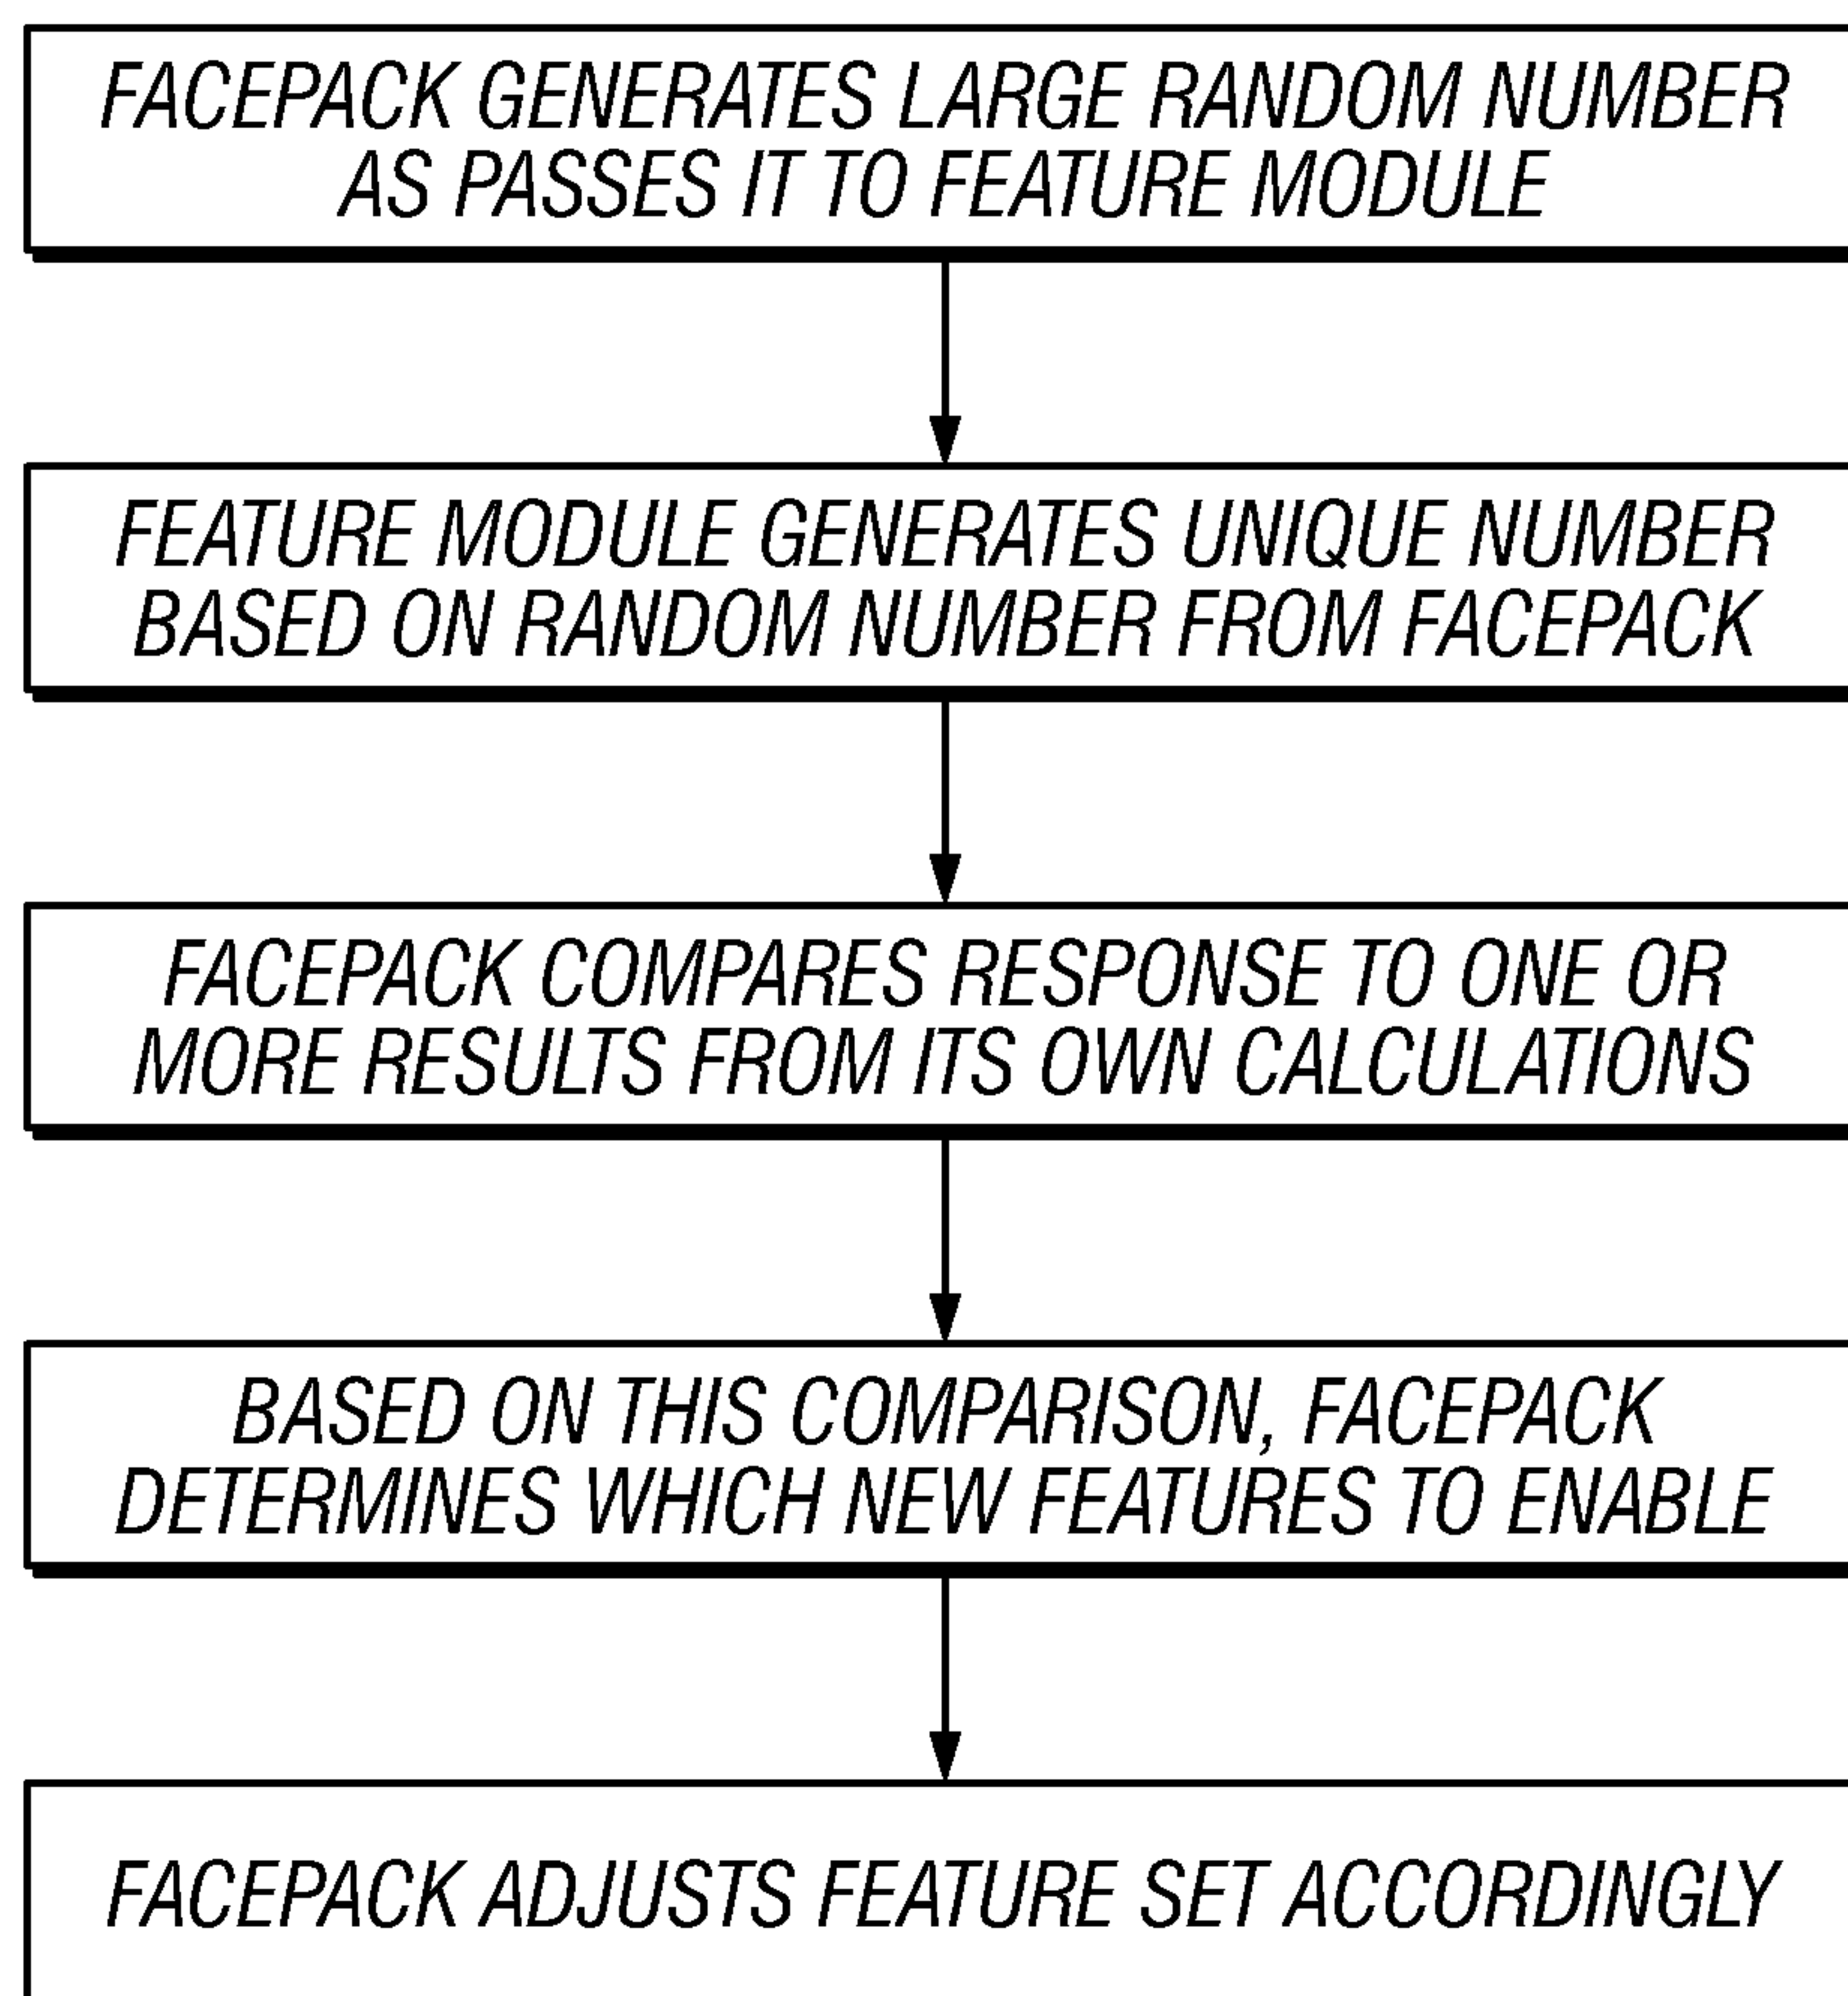 FACEPACK GENERATES LARGE RANDOM NUMBER
AS PASSES IT TO FEATURE MODULE
FEATURE MODULE GENERATES UNIQUE NUMBER
BASED ON RANDOM NUMBER FROM FACEPACK
FACEPACK COMPARES RESPONSE TO ONE OR
MORE RESULTS FROM ITS OWN CALCULATIONS
BASED ON THIS COMPARISON, FACEPACK
DETERMINES WHICH NEW FEATURES TO ENABLE
FACEPACK ADJUSTS FEATURE SET ACCORDINGLY